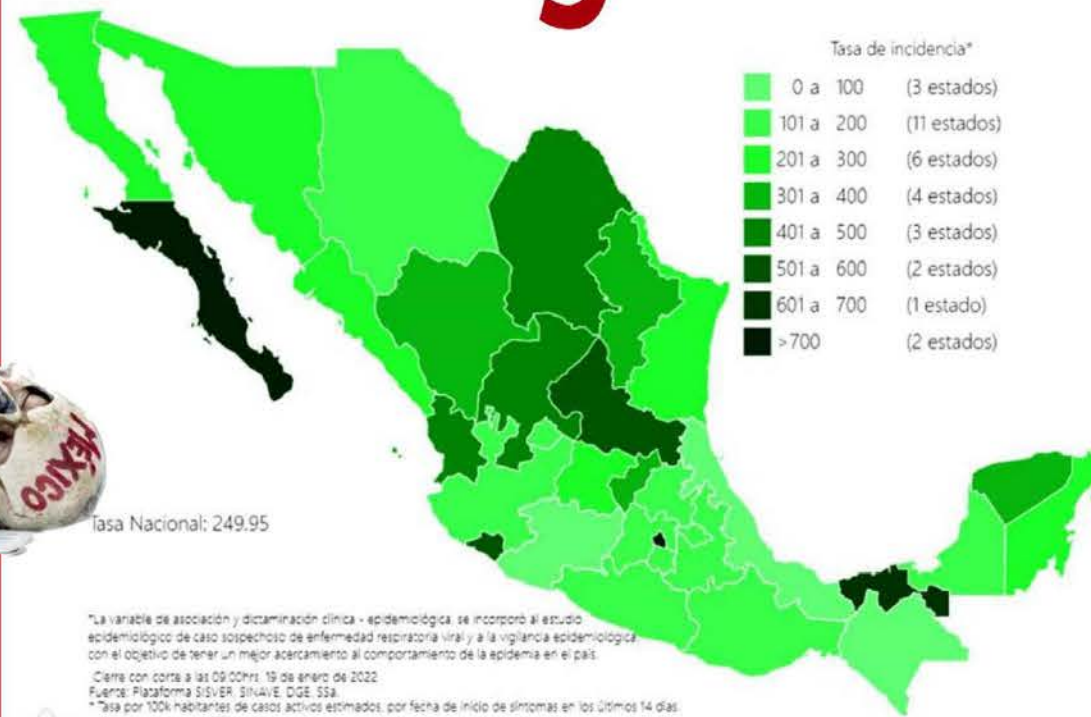 Tasa de incidencia*
0 a 100 (3 estados)
101 a 200 (11 estados)
201 a 300 (6 estados)
301 a 400 (4 estados)
401 a 500 (3 estados)
501 a 600 (2 estados)
601 a 700 (1 estado)
>700 (2 estados)
MÉXICO
Tasa Nacional: 249.95
*La variable de asociación y dictaminación clínica - epidemiológica, se incorporó al estudio
epidemiológico de caso sospechoso de enfermedad respiratoria viral y a la vigilancia epidemiológica,
con el objetivo de tener un mejor acercamiento al comportamiento de la epidemia en el país.
Cierre con corte a las 09:00hrs, 19 de enero de 2022
Fuente: Plataforma SISVER, SINAVE, DGE, SSa.
* Tasa por 100k habitantes de casos activos estimados, por fecha de inicio de síntomas en los últimos 14 días.